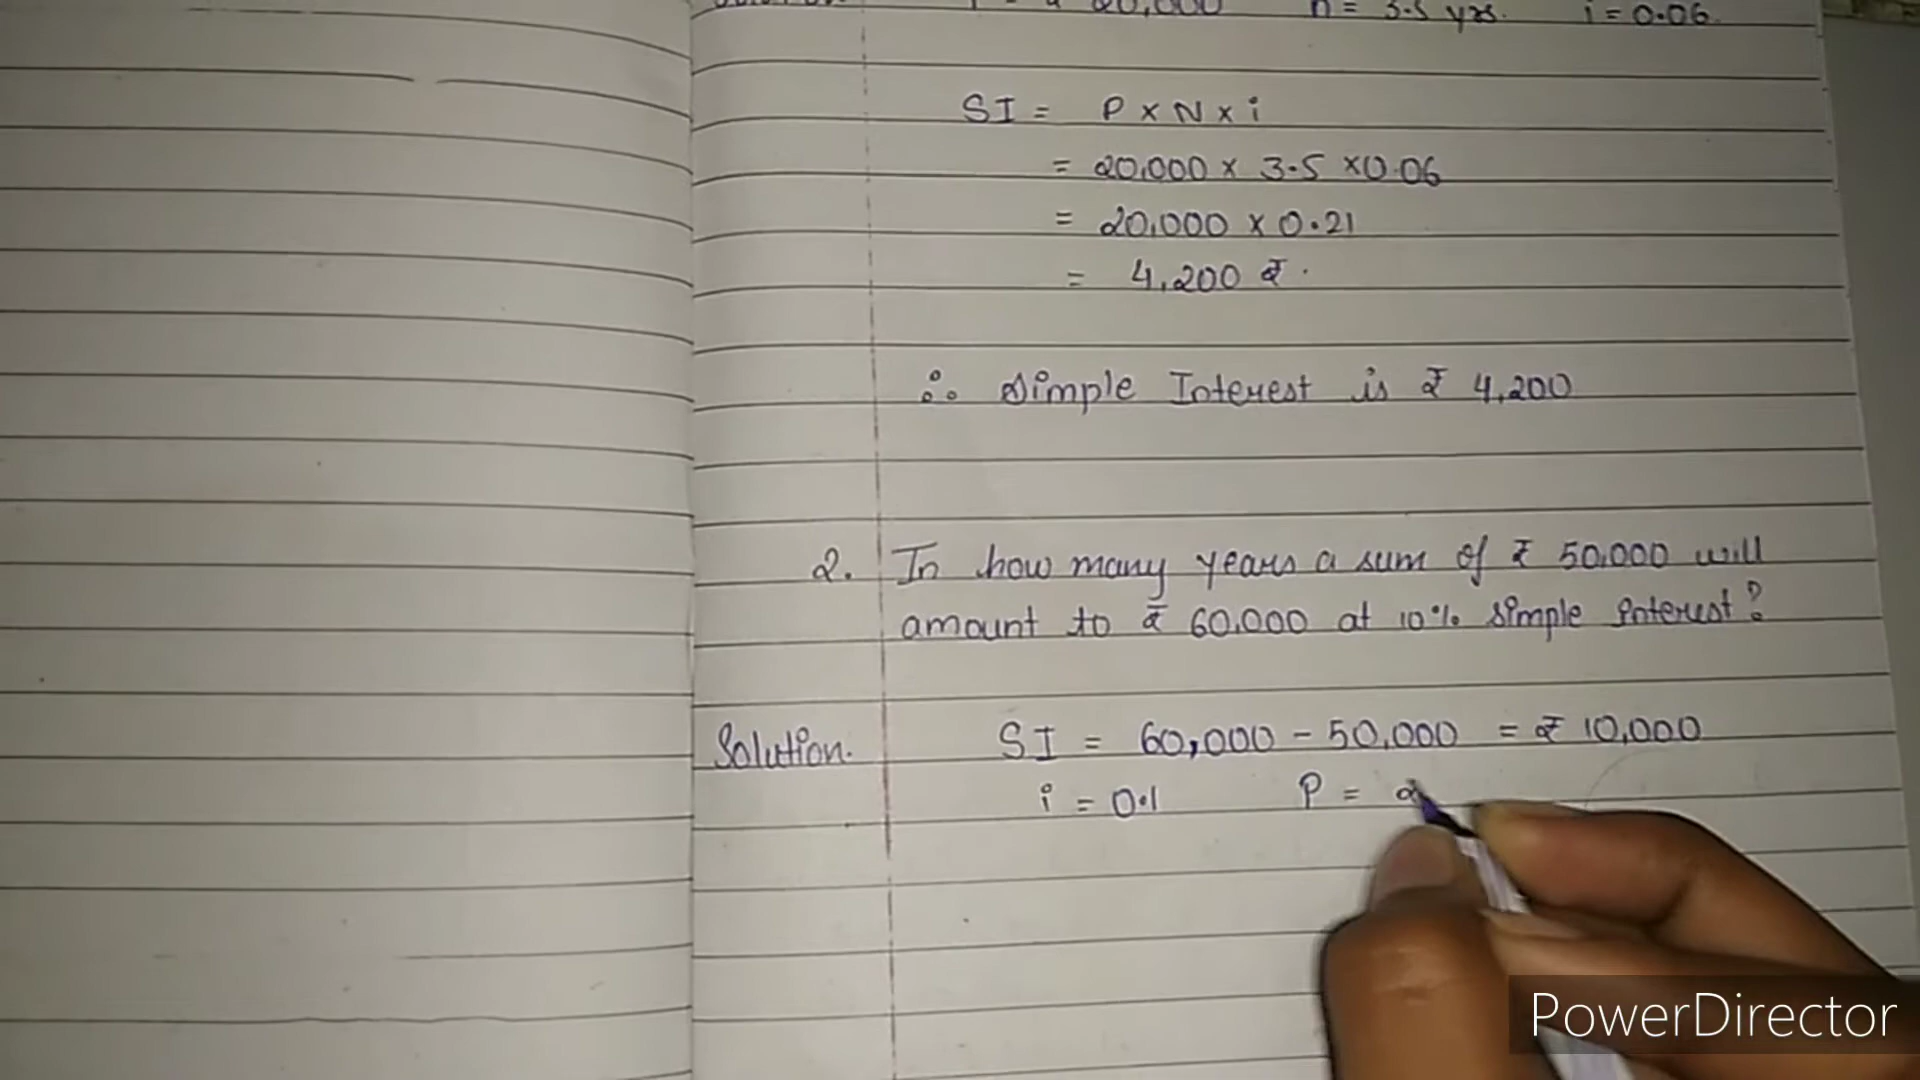 20,000 n = 3.5 yrs. i = 0.06
SI = P × N × i
= 20,000 × 3.5 × 0.06
= 20,000 × 0.21
= 4,200 ₹.
∴ Simple Interest is ₹ 4,200
2. In how many years a sum of ₹ 50,000 will
amount to ₹ 60,000 at 10% simple interest?
Solution. SI = 60,000 - 50,000 = ₹ 10,000
i = 0.1 P =
PowerDirector